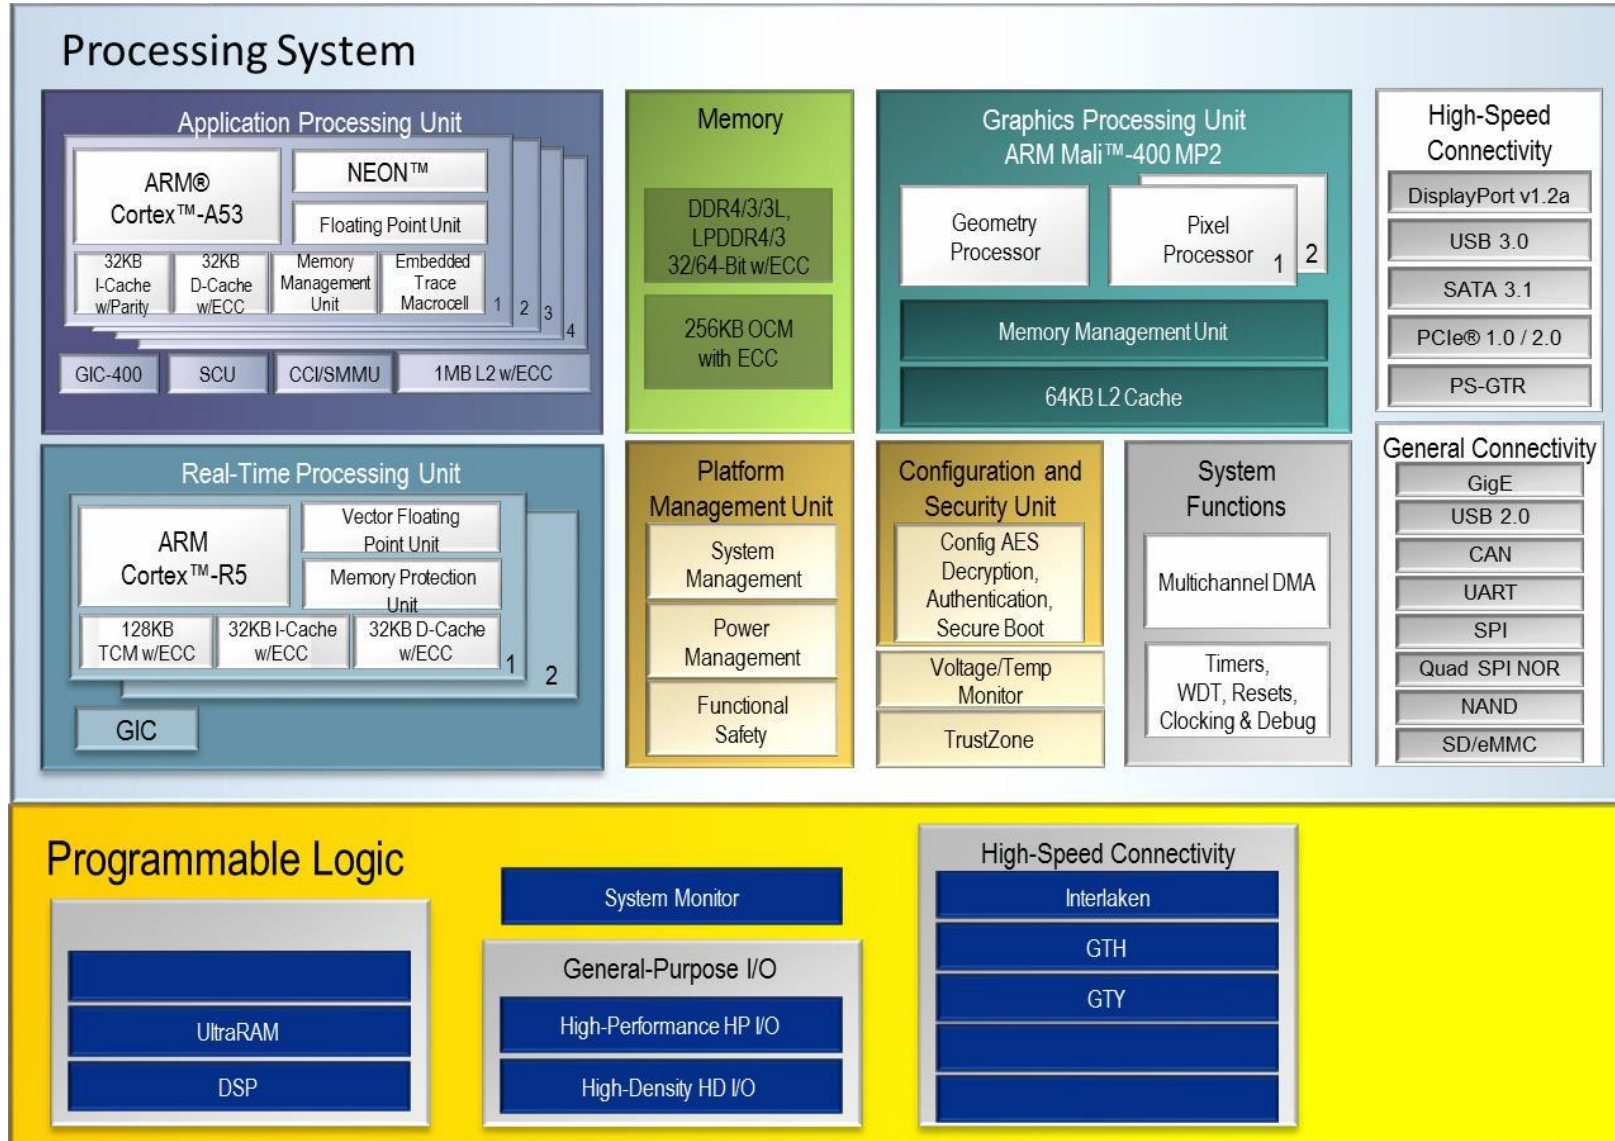 Processing System
Application Processing Unit
ARM®
Cortex™-A53
NEON™
Floating Point Unit
32KB
I-Cache
w/Parity
32KB
D-Cache
w/ECC
Memory
Management
Unit
Embedded
Trace
Macrocell
1
2
3
4
GIC-400
SCU
CCI/SMMU
1MB L2 w/ECC
Memory
DDR4/3/3L,
LPDDR4/3
32/64-Bit w/ECC
256KB OCM
with ECC
Graphics Processing Unit
ARM Mali™-400 MP2
Geometry
Processor
Pixel
Processor
1
2
Memory Management Unit
64KB L2 Cache
High-Speed
Connectivity
DisplayPort v1.2a
USB 3.0
SATA 3.1
PCIe® 1.0 / 2.0
PS-GTR
Real-Time Processing Unit
ARM
Cortex™-R5
Vector Floating
Point Unit
Memory Protection
Unit
128KB
TCM w/ECC
32KB I-Cache
w/ECC
32KB D-Cache
w/ECC
1
2
GIC
Platform
Management Unit
System
Management
Power
Management
Functional
Safety
Configuration and
Security Unit
Config AES
Decryption,
Authentication,
Secure Boot
Voltage/Temp
Monitor
TrustZone
System
Functions
Multichannel DMA
Timers,
WDT, Resets,
Clocking & Debug
General Connectivity
GigE
USB 2.0
CAN
UART
SPI
Quad SPI NOR
NAND
SD/eMMC
Programmable Logic
UltraRAM
DSP
System Monitor
General-Purpose I/O
High-Performance HP I/O
High-Density HD I/O
High-Speed Connectivity
Interlaken
GTH
GTY